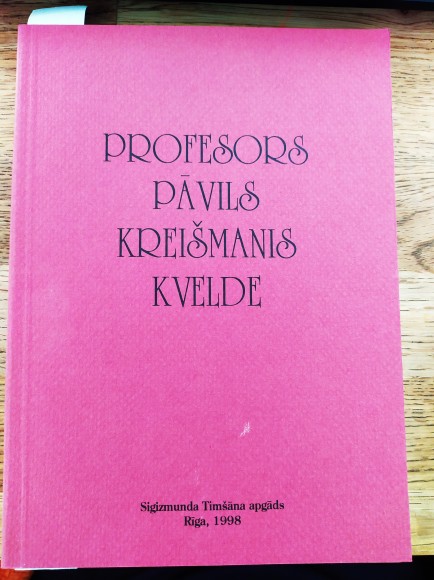 PROFESORS
PĀVILS
KREIŠMANIS
KVELDE
Sigizmunda Timšāna apgāds
Rīga, 1998